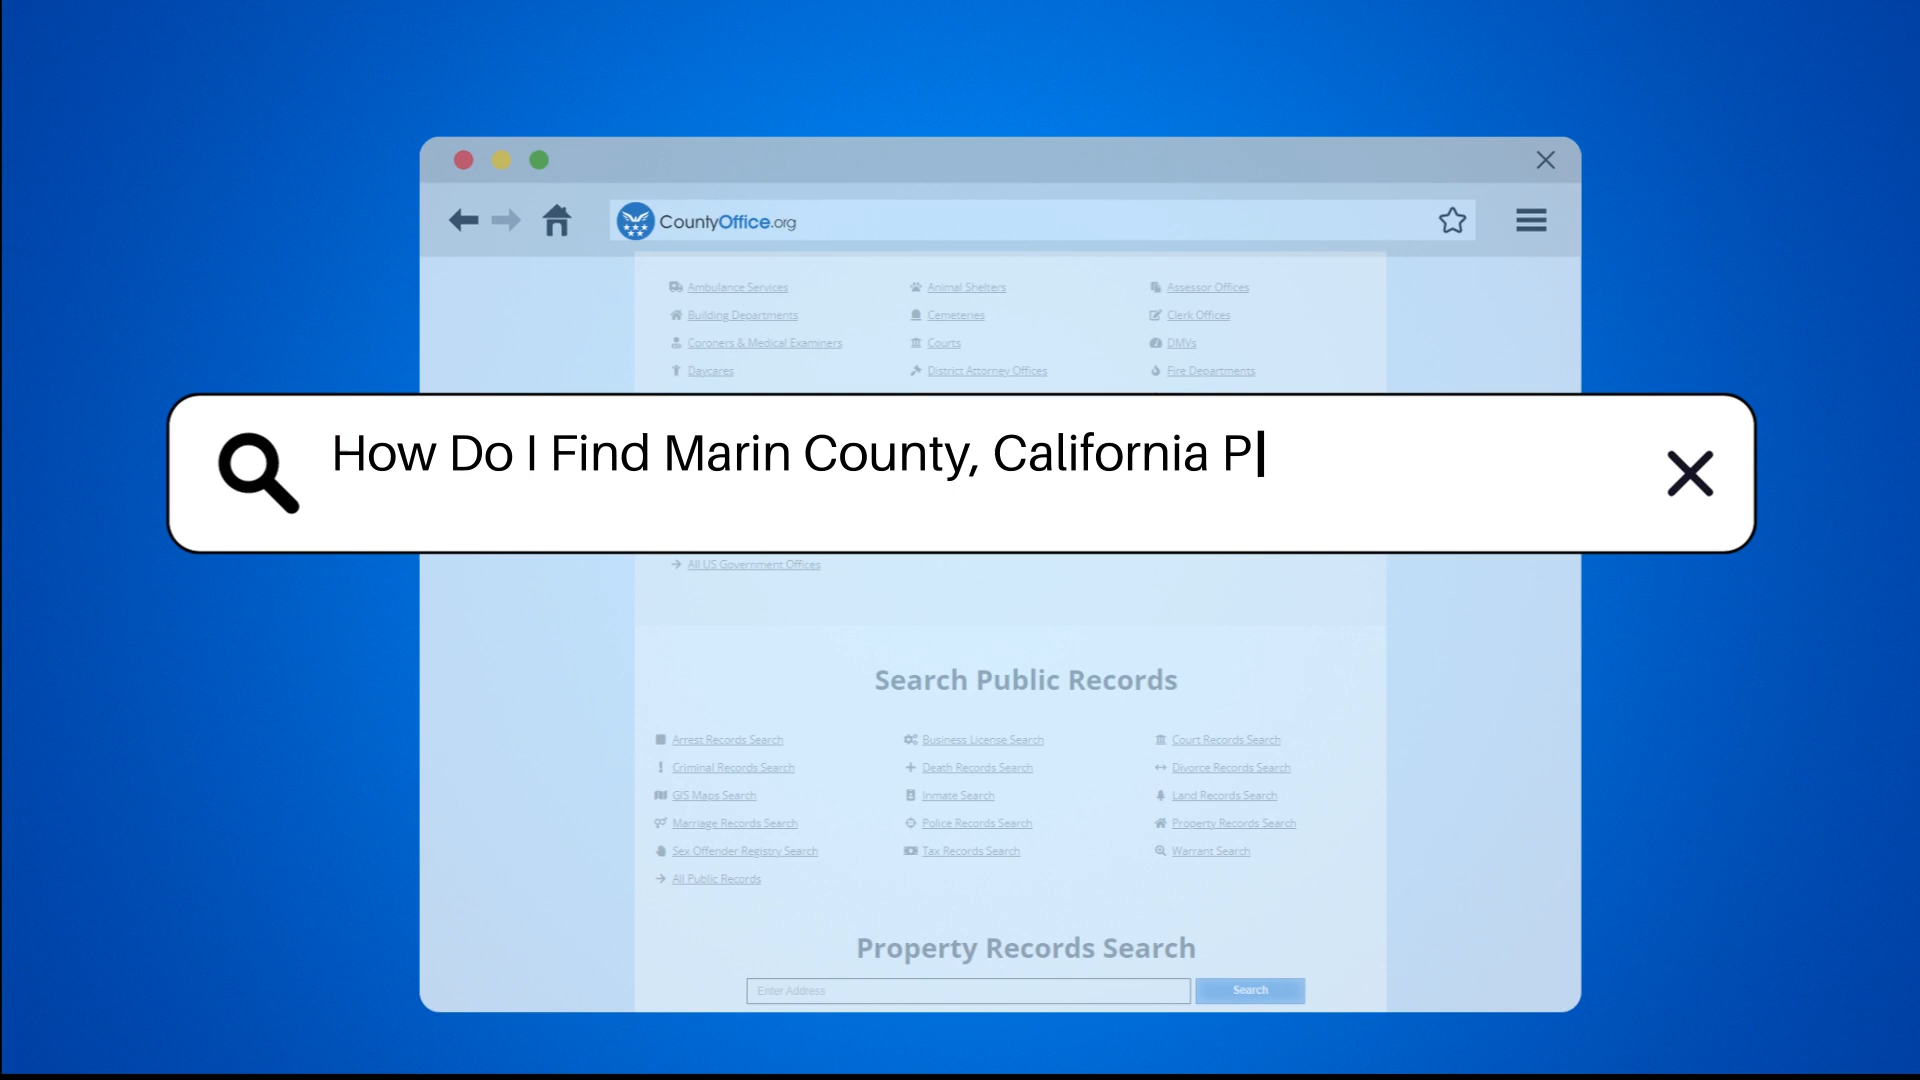 CountyOffice.org
Ambulance Services Animal Shelters Assessor Offices
Building Departments Cemeteries Clerk Offices
Coroners & Medical Examiners Courts DMVs
Daycares District Attorney Offices Fire Departments
How Do I Find Marin County, California P
All US Government Offices
Search Public Records
Arrest Records Search Business License Search Court Records Search
Criminal Records Search Death Records Search Divorce Records Search
GIS Maps Search Inmate Search Land Records Search
Marriage Records Search Police Records Search Property Records Search
Sex Offender Registry Search Tax Records Search Warrant Search
All Public Records
Property Records Search
Enter Address Search